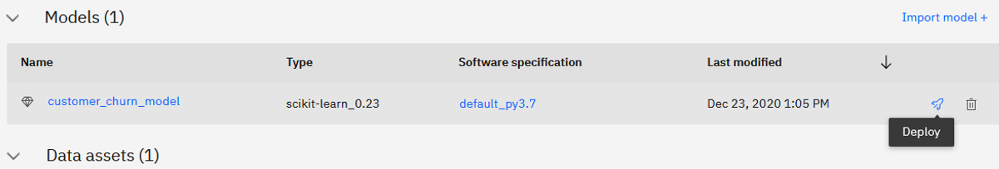 Models (1) Import model +
Name Type Software specification Last modified
customer_churn_model scikit-learn_0.23 default_py3.7 Dec 23, 2020 1:05 PM
Deploy
Data assets (1)